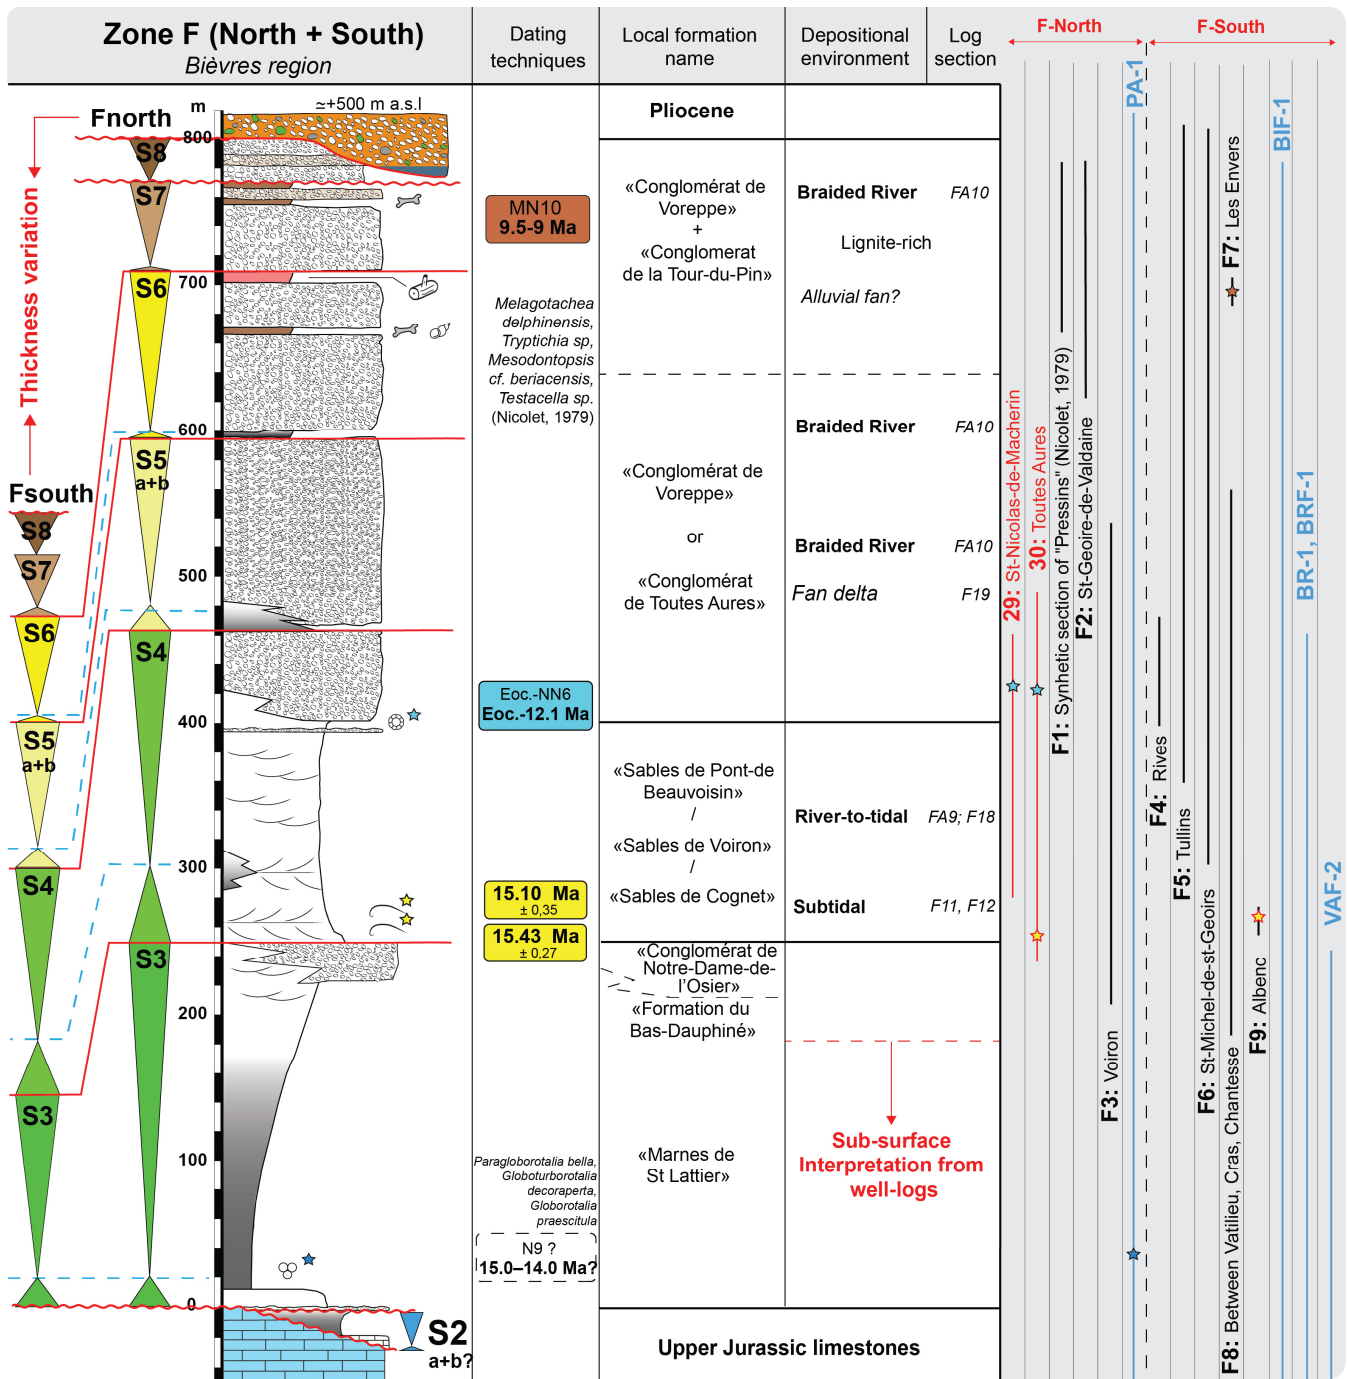 Zone F (North + South)
Bièvres region
Dating
techniques
Local formation
name
Depositional
environment
Log
section
F-North
F-South
m
≃+500 m a.s.l
Fnorth
Thickness variation
Fsouth
S8
S7
S6
S5
a+b
S4
S3
S8
S7
S6
S5
a+b
S4
S3
800
700
600
500
400
300
200
100
0
S2
a+b?
MN10
9.5-9 Ma
Melagotachea
delphinensis,
Tryptichia sp,
Mesodontopsis
cf. beriacensis,
Testacella sp.
(Nicolet, 1979)
Eoc.-NN6
Eoc.-12.1 Ma
15.10 Ma
± 0,35
15.43 Ma
± 0,27
Paragloborotalia bella,
Globoturborotalia
decoraperta,
Globorotalia
praescitula
N9 ?
15.0–14.0 Ma?
Pliocene
«Conglomérat de
Voreppe»
+
«Conglomerat
de la Tour-du-Pin»
«Conglomérat de
Voreppe»
or
«Conglomérat
de Toutes Aures»
«Sables de Pont-de
Beauvoisin»
/
«Sables de Voiron»
/
«Sables de Cognet»
«Conglomérat de
Notre-Dame-de-
l'Osier»
«Formation du
Bas-Dauphiné»
«Marnes de
St Lattier»
Upper Jurassic limestones
Braided River
FA10
Lignite-rich
Alluvial fan?
Braided River
FA10
Braided River
FA10
Fan delta
F19
River-to-tidal
FA9; F18
Subtidal
F11, F12
Sub-surface
Interpretation from
well-logs
29: St-Nicolas-de-Macherin
30: Toutes Aures
F1: Synhetic section of "Pressins" (Nicolet, 1979)
F2: St-Geoire-de-Valdaine
F3: Voiron
PA-1
F4: Rives
F5: Tullins
F6: St-Michel-de-st-Geoirs
F7: Les Envers
F8: Between Vatilieu, Cras, Chantesse
F9: Albenc
BIF-1
BR-1, BRF-1
VAF-2